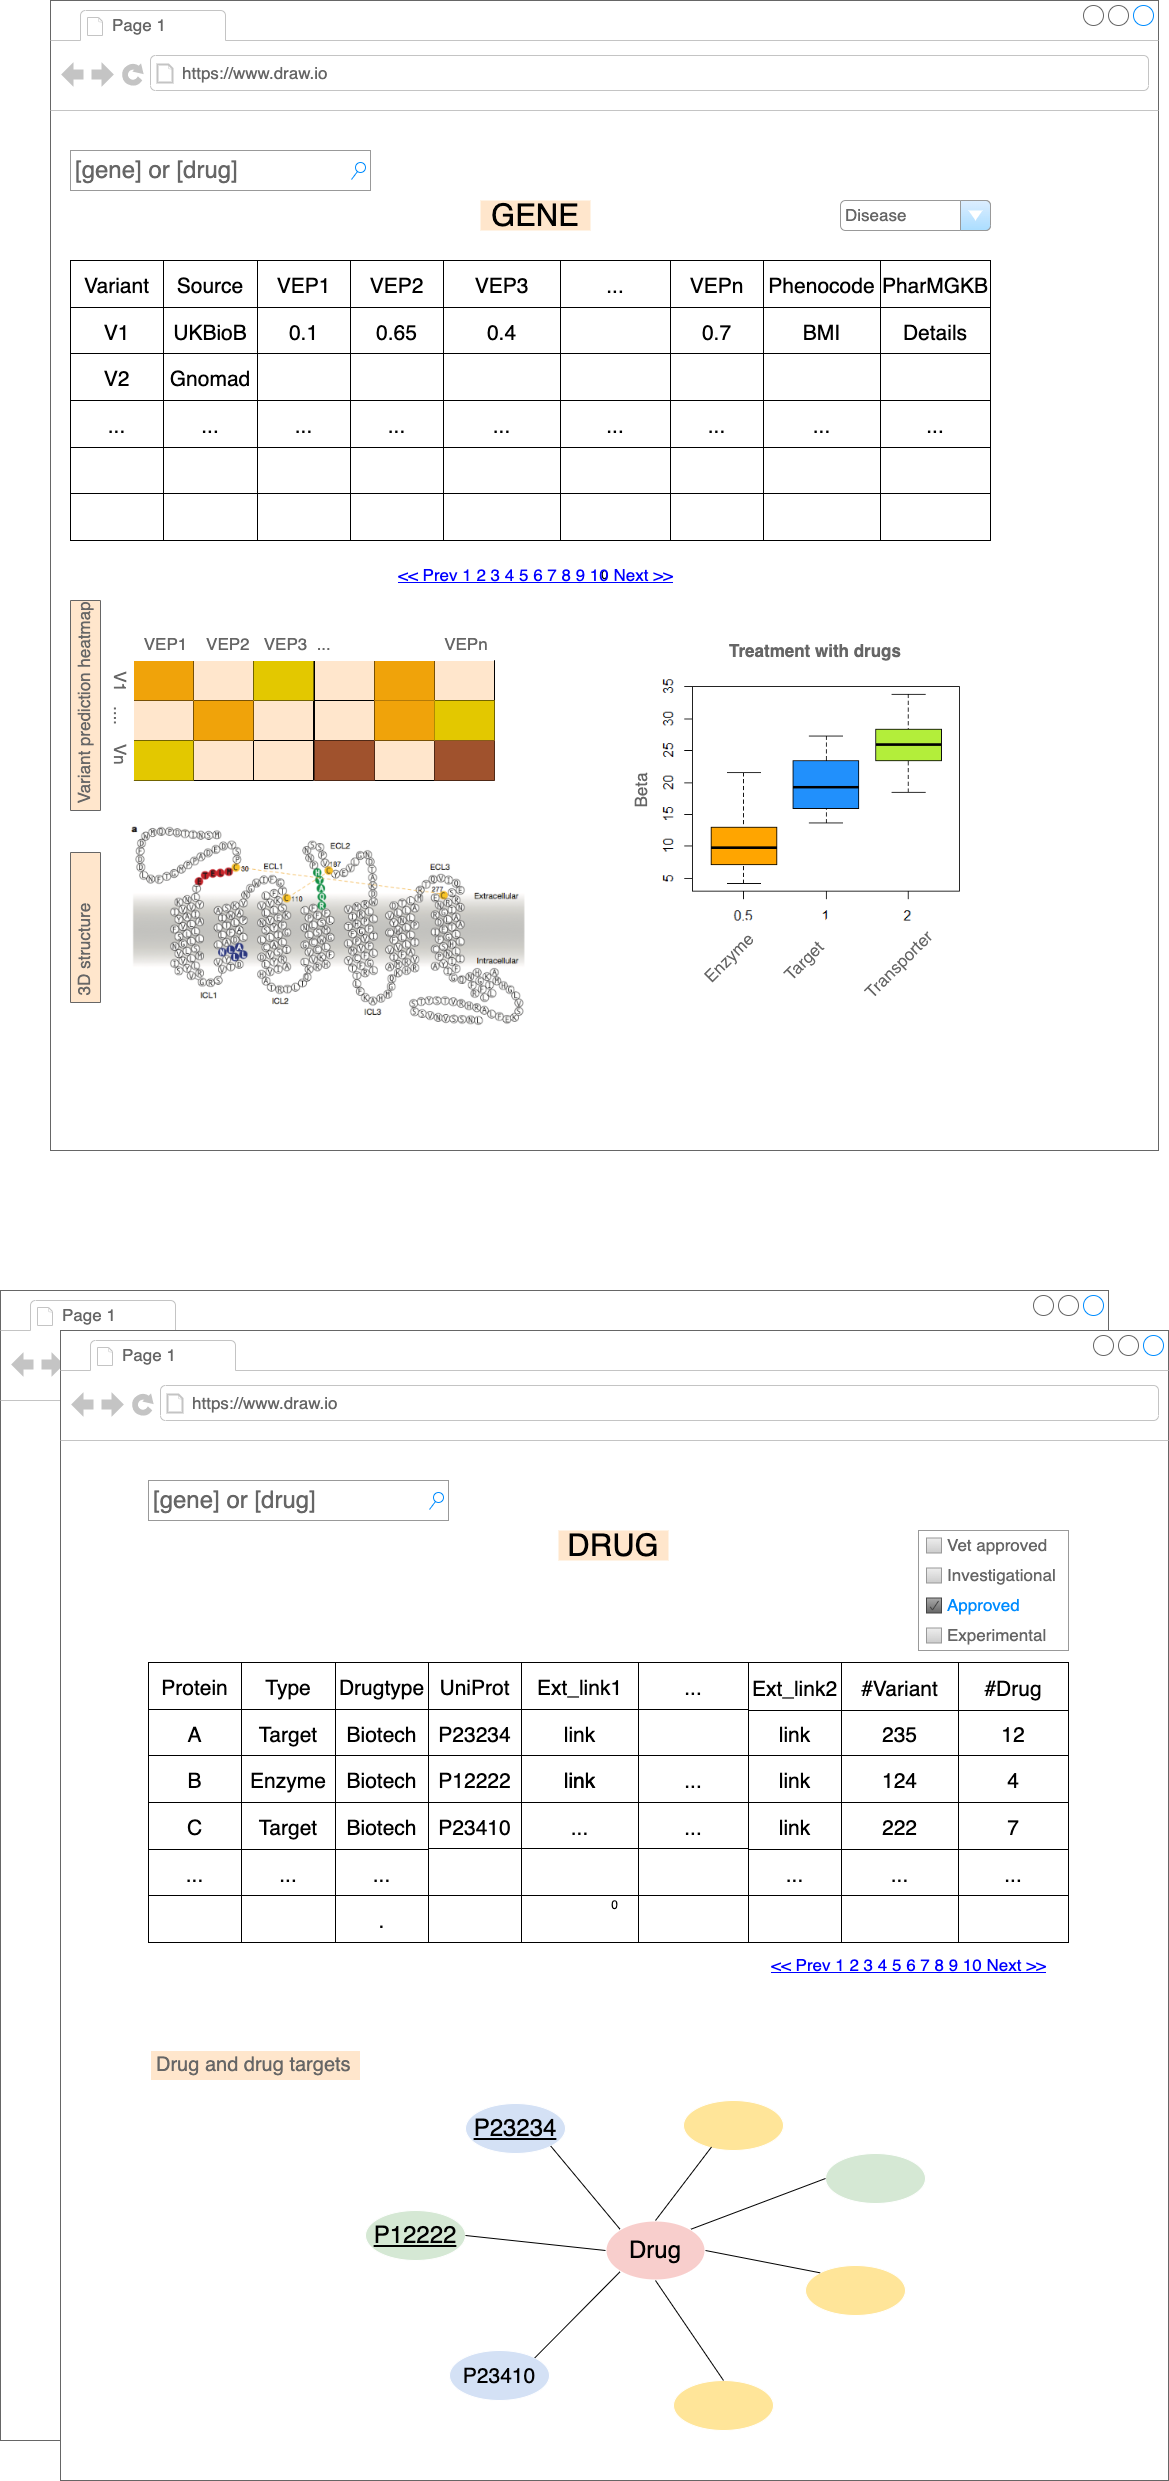 Page 1
https://www.draw.io
[gene] or [drug]
GENE
Disease
Variant Source VEP1 VEP2 VEP3 ... VEPn Phenocode PharMGKB
V1 UKBioB 0.1 0.65 0.4 0.7 BMI Details
V2 Gnomad
... ... ... ... ... ... ... ... ...
<< Prev 1 2 3 4 5 6 7 8 9 10 Next >>
0
Variant prediction heatmap
VEP1 VEP2 VEP3 ... VEPn
V1
....
Vn
3D structure
a
ECL1
ECL2
ECL3
50
187
110
277
Extracellular
Intracellular
ICL1
ICL2
ICL3
Treatment with drugs
Beta
35
30
25
20
15
10
5
0.5 1 2
Enzyme
Target
Transporter
Page 1
Page 1
https://www.draw.io
[gene] or [drug]
DRUG
Vet approved
Investigational
Approved
Experimental
Protein Type Drugtype UniProt Ext_link1 ... Ext_link2 #Variant #Drug
A Target Biotech P23234 link link 235 12
B Enzyme Biotech P12222 link ... link 124 4
C Target Biotech P23410 ... ... link 222 7
... ... ... ... ... ...
. 0
<< Prev 1 2 3 4 5 6 7 8 9 10 Next >>
Drug and drug targets
P23234
P12222
Drug
P23410